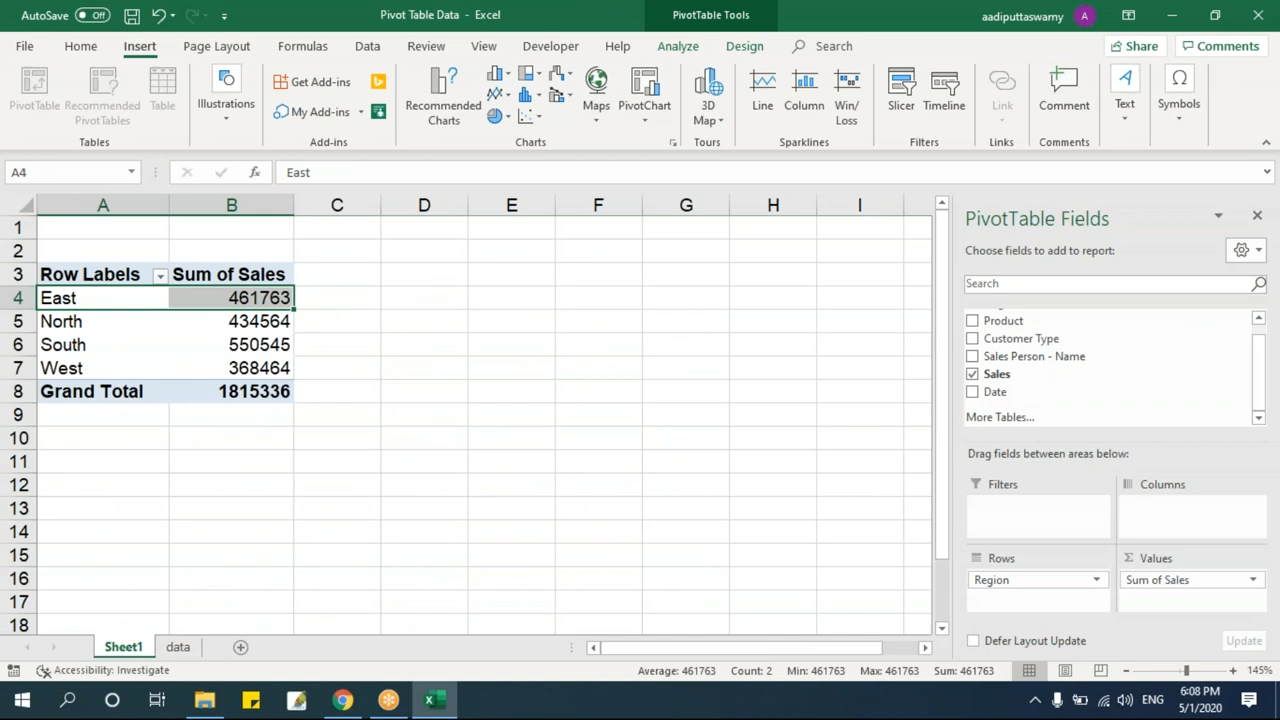 AutoSave Off
Pivot Table Data - Excel
PivotTable Tools
aadiputtaswamy A
File Home Insert Page Layout Formulas Data Review View Developer Help Analyze Design Search Share Comments
PivotTable
Recommended
PivotTables
Table
Tables
Illustrations
Get Add-ins
My Add-ins
Add-ins
Recommended
Charts
Maps
PivotChart
Charts
3D
Map
Tours
Line
Column
Win/
Loss
Sparklines
Slicer
Timeline
Filters
Link
Links
Comment
Comments
Text
Symbols
A4
fx East
A B C D E F G H I
1
2
3 Row Labels Sum of Sales
4 East 461763
5 North 434564
6 South 550545
7 West 368464
8 Grand Total 1815336
9
10
11
12
13
14
15
16
17
18
PivotTable Fields
Choose fields to add to report:
Search
Product
Customer Type
Sales Person - Name
Sales
Date
More Tables...
Drag fields between areas below:
Filters
Columns
Rows
Σ Values
Region
Sum of Sales
Defer Layout Update Update
Sheet1 data
Accessibility: Investigate
Average: 461763 Count: 2 Min: 461763 Max: 461763 Sum: 461763
145%
ENG
6:08 PM
5/1/2020